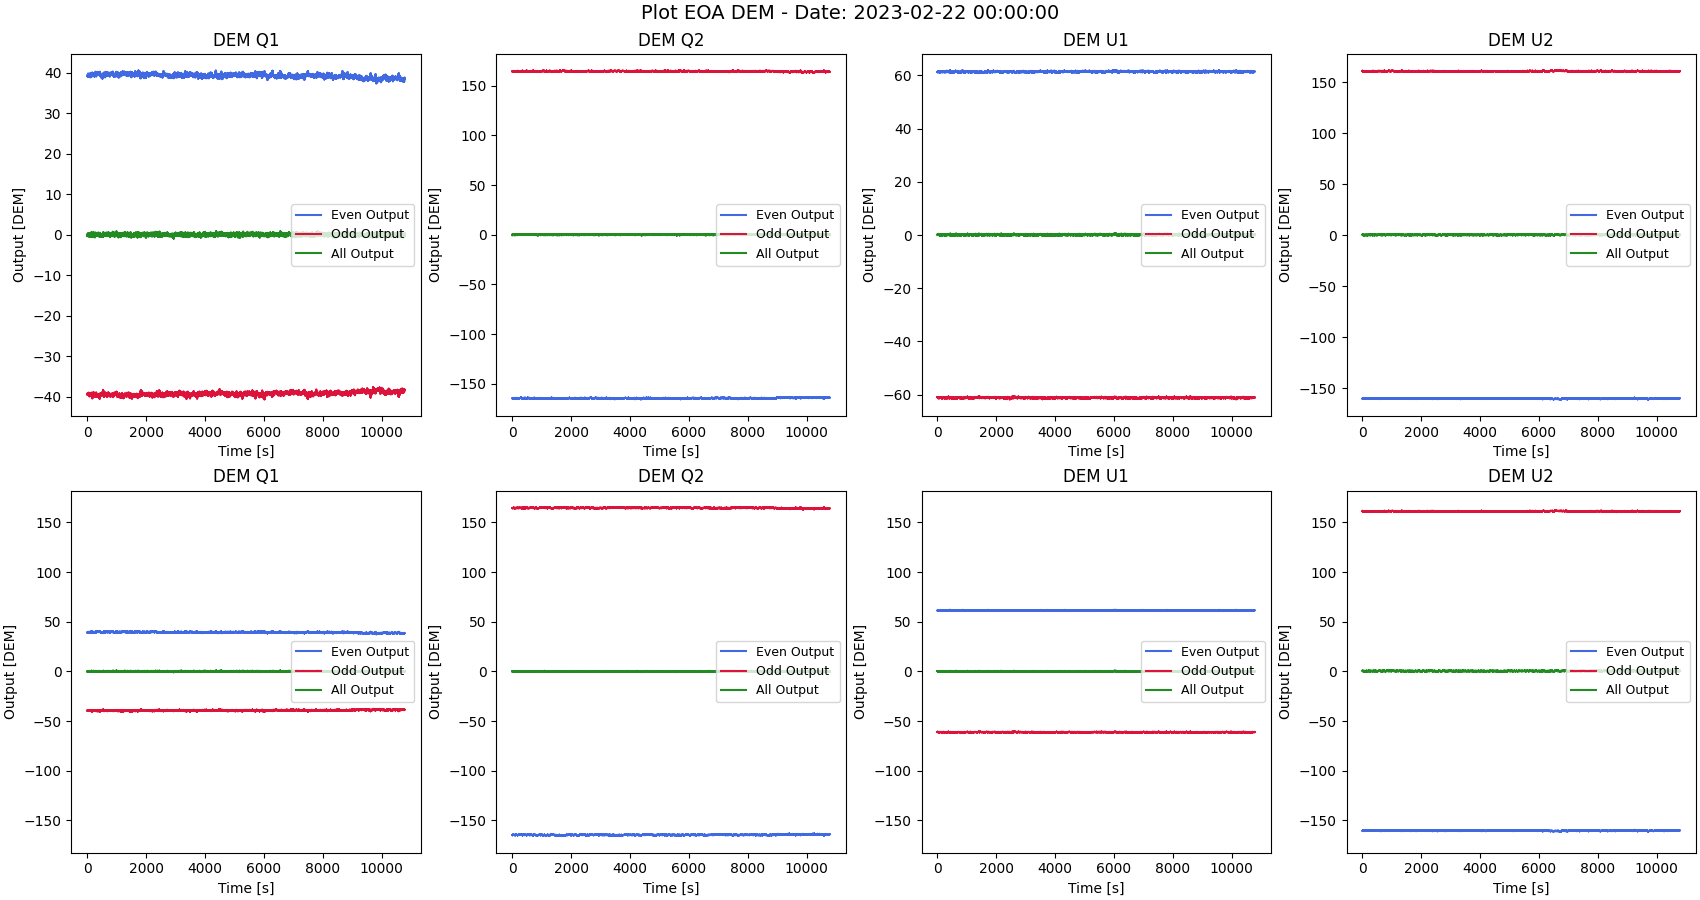 Plot EOA DEM - Date: 2023-02-22 00:00:00
DEM Q1
Output [DEM]
40
30
20
10
0
−10
−20
−30
−40
Even Output
Odd Output
All Output
0 2000 4000 6000 8000 10000
Time [s]
DEM Q2
Output [DEM]
150
100
50
0
−50
−100
−150
Even Output
Odd Output
All Output
0 2000 4000 6000 8000 10000
Time [s]
DEM U1
Output [DEM]
60
40
20
0
−20
−40
−60
Even Output
Odd Output
All Output
0 2000 4000 6000 8000 10000
Time [s]
DEM U2
Output [DEM]
150
100
50
0
−50
−100
−150
Even Output
Odd Output
All Output
0 2000 4000 6000 8000 10000
Time [s]
DEM Q1
Output [DEM]
150
100
50
0
−50
−100
−150
Even Output
Odd Output
All Output
0 2000 4000 6000 8000 10000
Time [s]
DEM Q2
Output [DEM]
150
100
50
0
−50
−100
−150
Even Output
Odd Output
All Output
0 2000 4000 6000 8000 10000
Time [s]
DEM U1
Output [DEM]
150
100
50
0
−50
−100
−150
Even Output
Odd Output
All Output
0 2000 4000 6000 8000 10000
Time [s]
DEM U2
Output [DEM]
150
100
50
0
−50
−100
−150
Even Output
Odd Output
All Output
0 2000 4000 6000 8000 10000
Time [s]